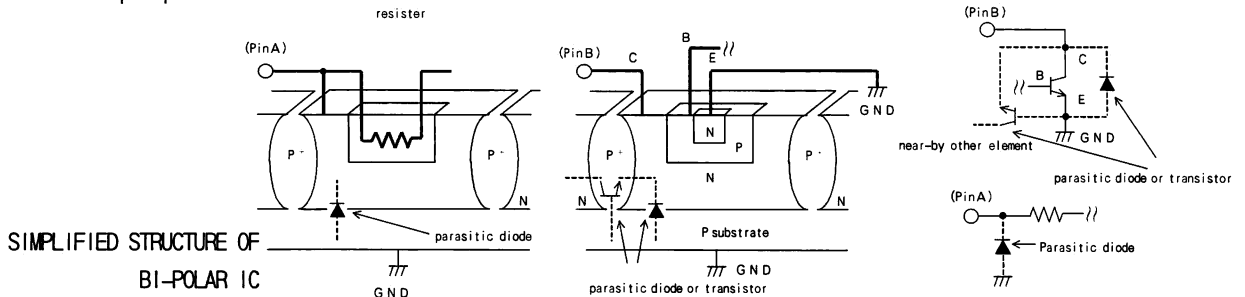 resister
(PinA)
P+
P+
N
parasitic diode
GND
SIMPLIFIED STRUCTURE OF
BI-POLAR IC
(PinB)
C
B
E
GND
N
P
P+
P+
N
N
N
P substrate
GND
parasitic diode or transistor
(PinB)
C
B
E
GND
near-by other element
parasitic diode or transistor
(PinA)
Parasitic diode